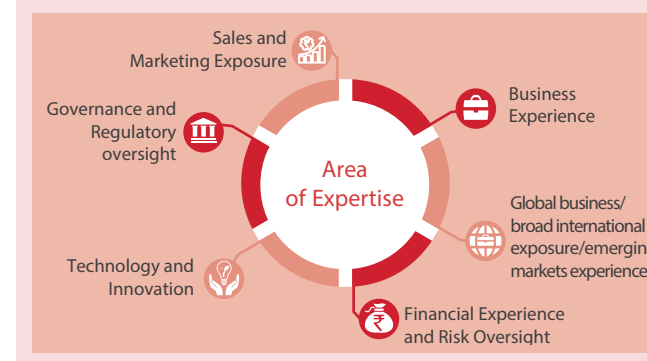 Sales and
Marketing Exposure
Business
Experience
Governance and
Regulatory
oversight
Area
of Expertise
Global business/
broad international
exposure/emergin
markets experience
Technology and
Innovation
₹
Financial Experience
and Risk Oversight